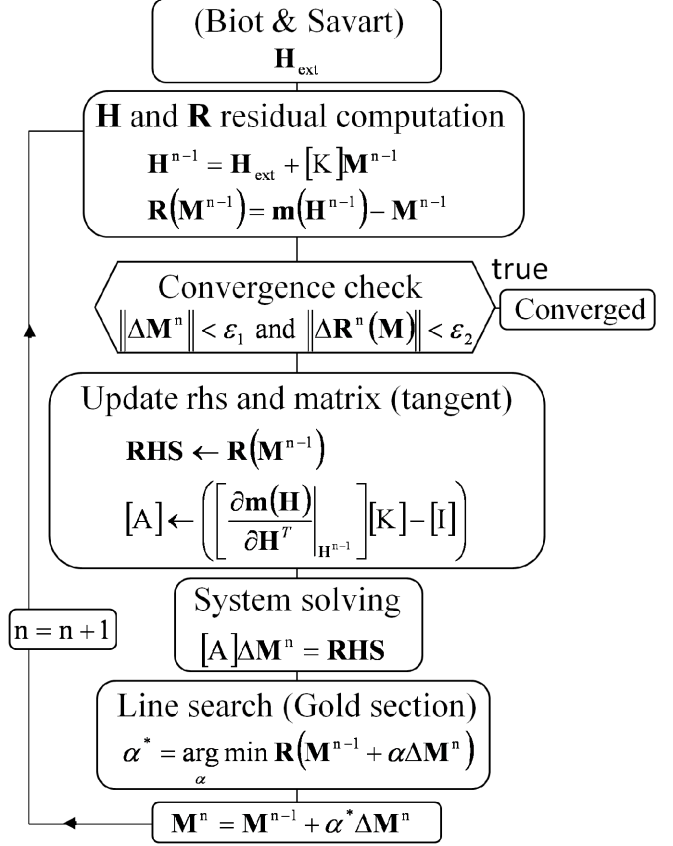 (Biot & Savart)
H_ext
H and R residual computation
H^{n-1} = H_ext + [K]M^{n-1}
R(M^{n-1}) = m(H^{n-1}) − M^{n-1}
true
Convergence check
Converged
‖ΔM^n‖ < ε_1 and ‖ΔR^n(M)‖ < ε_2
Update rhs and matrix (tangent)
RHS ← R(M^{n-1})
[A] ← ([∂m(H)/∂H^T |_{H^{n-1}}][K] − [I])
System solving
n = n + 1
[A]ΔM^n = RHS
Line search (Gold section)
α^* = arg min_α R(M^{n-1} + αΔM^n)
M^n = M^{n-1} + α^*ΔM^n